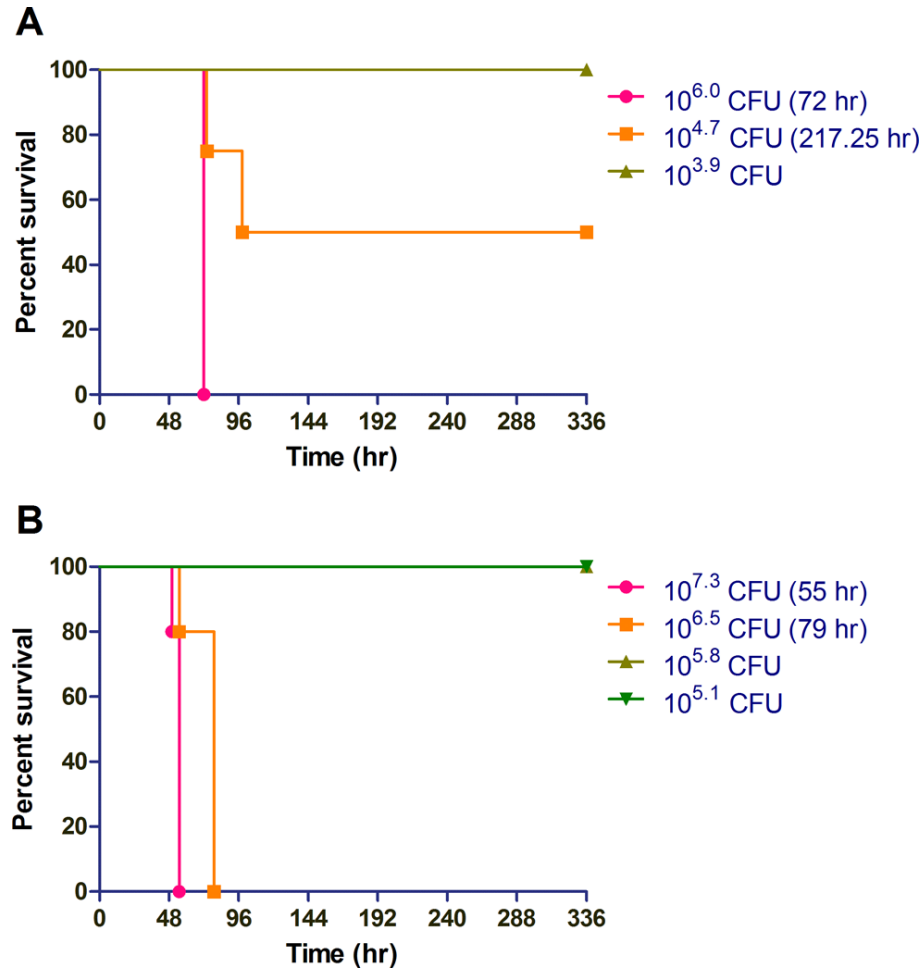 A
Percent survival
100
80
60
40
20
0
0 48 96 144 192 240 288 336
Time (hr)
10^6.0 CFU (72 hr)
10^4.7 CFU (217.25 hr)
10^3.9 CFU
B
Percent survival
100
80
60
40
20
0
0 48 96 144 192 240 288 336
Time (hr)
10^7.3 CFU (55 hr)
10^6.5 CFU (79 hr)
10^5.8 CFU
10^5.1 CFU